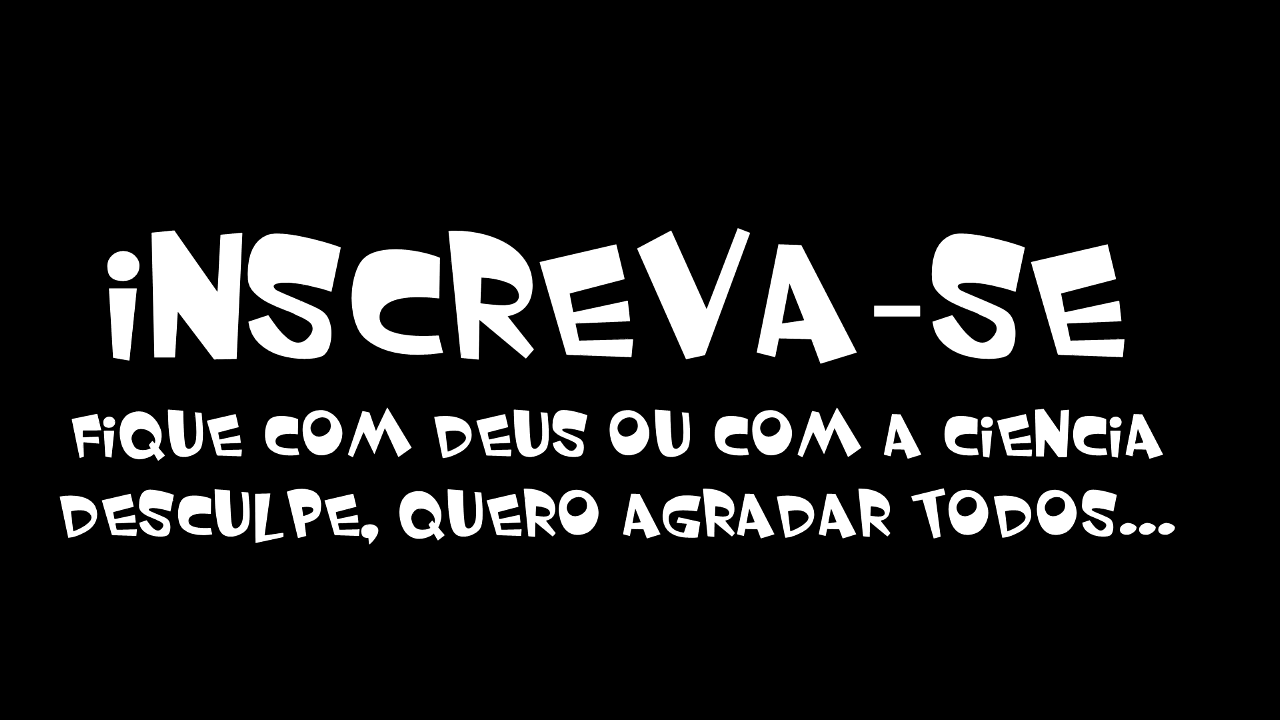 INSCREVA-SE
FIQUE COM DEUS OU COM A CIENCIA
DESCULPE, QUERO AGRADAR TODOS...